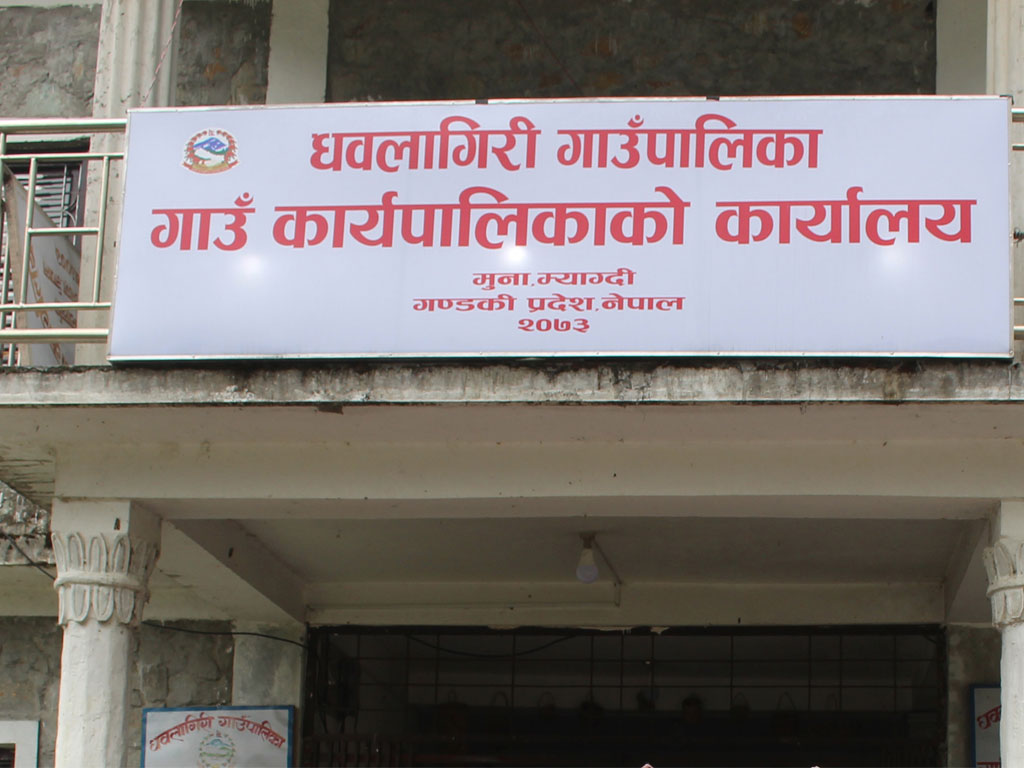 धवलागिरी गाउँपालिका
गाउँ कार्यपालिकाको कार्यालय
मुना,म्याग्दी
गण्डकी प्रदेश,नेपाल
२०७३
धवलागिरी गाउँपालिका